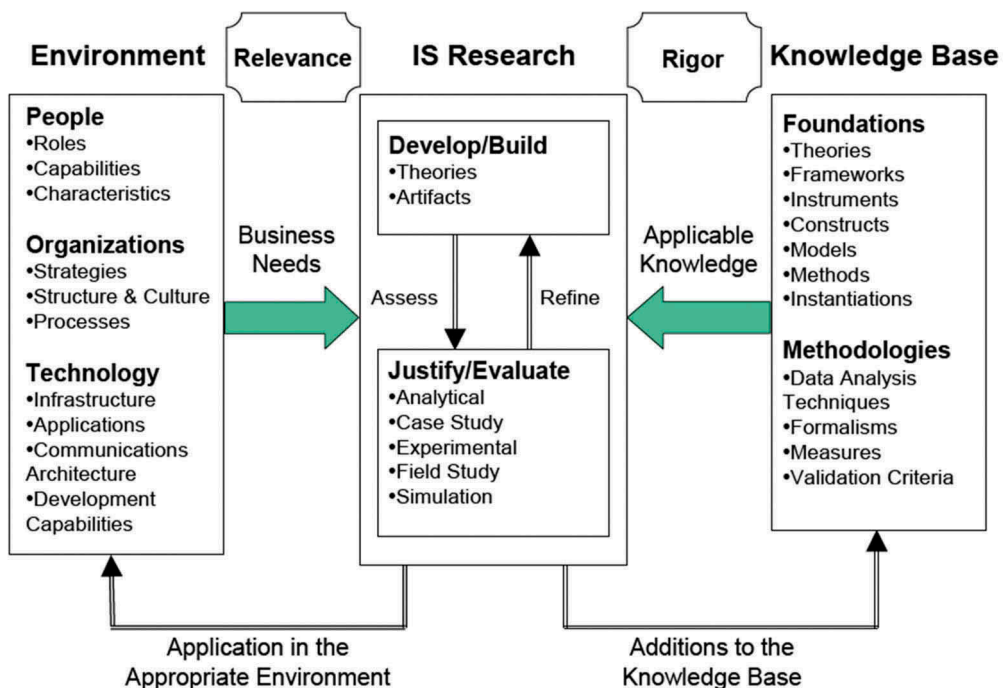 Environment
Relevance
IS Research
Rigor
Knowledge Base
People
•Roles
•Capabilities
•Characteristics
Organizations
•Strategies
•Structure & Culture
•Processes
Technology
•Infrastructure
•Applications
•Communications
Architecture
•Development
Capabilities
Business
Needs
Develop/Build
•Theories
•Artifacts
Assess
Refine
Justify/Evaluate
•Analytical
•Case Study
•Experimental
•Field Study
•Simulation
Applicable
Knowledge
Foundations
•Theories
•Frameworks
•Instruments
•Constructs
•Models
•Methods
•Instantiations
Methodologies
•Data Analysis
Techniques
•Formalisms
•Measures
•Validation Criteria
Application in the
Appropriate Environment
Additions to the
Knowledge Base